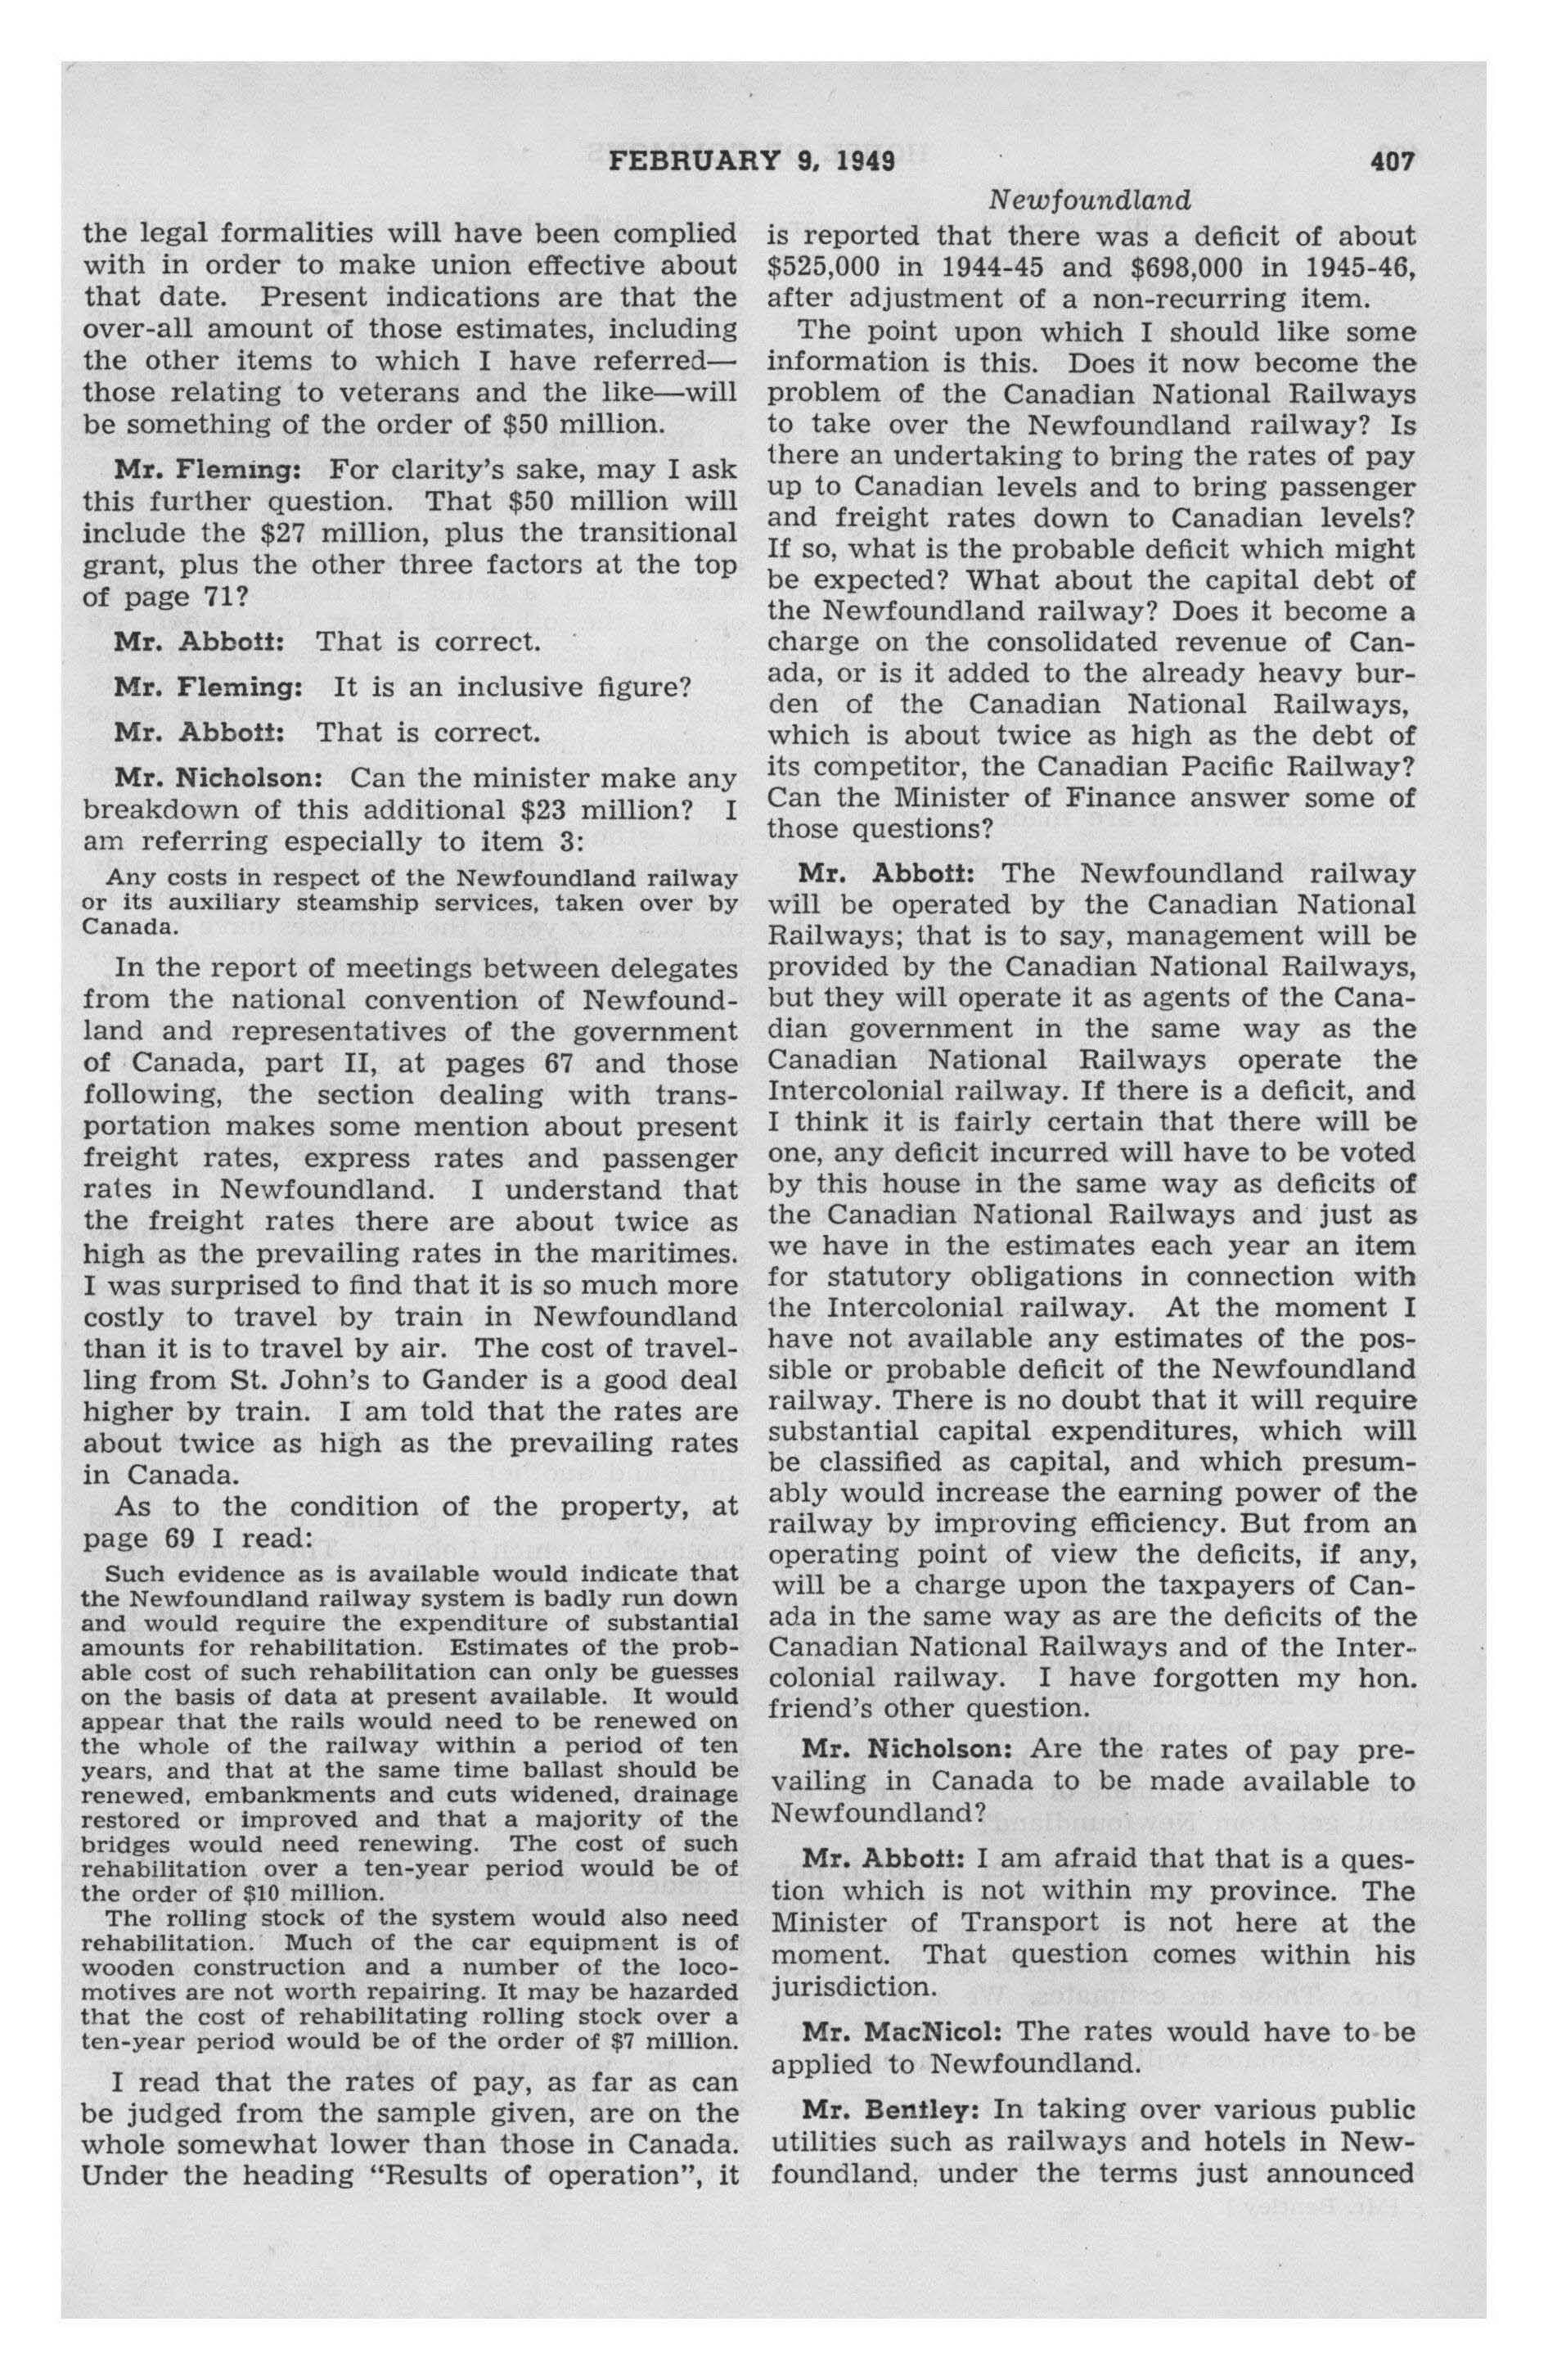 FEBRUARY 9, 1949 407
Newfoundland
the legal formalities will have been complied
with in order to make union effective about
that date. Present indications are that the
over-all amount of those estimates, including
the other items to which I have referred—
those relating to veterans and the like—will
be something of the order of $50 million.
Mr. Fleming: For clarity's sake, may I ask
this further question. That $50 million will
include the $27 million, plus the transitional
grant, plus the other three factors at the top
of page 71?
Mr. Abbott: That is correct.
Mr. Fleming: It is an inclusive figure?
Mr. Abbott: That is correct.
Mr. Nicholson: Can the minister make any
breakdown of this additional $23 million? I
am referring especially to item 3:
Any costs in respect of the Newfoundland railway
or its auxiliary steamship services, taken over by
Canada.
In the report of meetings between delegates
from the national convention of Newfound-
land and representatives of the government
of Canada, part II, at pages 67 and those
following, the section dealing with trans-
portation makes some mention about present
freight rates, express rates and passenger
rates in Newfoundland. I understand that
the freight rates there are about twice as
high as the prevailing rates in the maritimes.
I was surprised to find that it is so much more
costly to travel by train in Newfoundland
than it is to travel by air. The cost of travel-
ling from St. John's to Gander is a good deal
higher by train. I am told that the rates are
about twice as high as the prevailing rates
in Canada.
As to the condition of the property, at
page 69 I read:
Such evidence as is available would indicate that
the Newfoundland railway system is badly run down
and would require the expenditure of substantial
amounts for rehabilitation. Estimates of the prob-
able cost of such rehabilitation can only be guesses
on the basis of data at present available. It would
appear that the rails would need to be renewed on
the whole of the railway within a period of ten
years, and that at the same time ballast should be
renewed, embankments and cuts widened, drainage
restored or improved and that a majority of the
bridges would need renewing. The cost of such
rehabilitation over a ten-year period would be of
the order of $10 million.
The rolling stock of the system would also need
rehabilitation. Much of the car equipment is of
wooden construction and a number of the loco-
motives are not worth repairing. It may be hazarded
that the cost of rehabilitating rolling stock over a
ten-year period would be of the order of $7 million.
I read that the rates of pay, as far as can
be judged from the sample given, are on the
whole somewhat lower than those in Canada.
Under the heading “Results of operation”, it
is reported that there was a deficit of about
$525,000 in 1944-45 and $698,000 in 1945-46,
after adjustment of a non-recurring item.
The point upon which I should like some
information is this. Does it now become the
problem of the Canadian National Railways
to take over the Newfoundland railway? Is
there an undertaking to bring the rates of pay
up to Canadian levels and to bring passenger
and freight rates down to Canadian levels?
If so, what is the probable deficit which might
be expected? What about the capital debt of
the Newfoundland railway? Does it become a
charge on the consolidated revenue of Can-
ada, or is it added to the already heavy bur-
den of the Canadian National Railways,
which is about twice as high as the debt of
its competitor, the Canadian Pacific Railway?
Can the Minister of Finance answer some of
those questions?
Mr. Abbott: The Newfoundland railway
will be operated by the Canadian National
Railways; that is to say, management will be
provided by the Canadian National Railways,
but they will operate it as agents of the Cana-
dian government in the same way as the
Canadian National Railways operate the
Intercolonial railway. If there is a deficit, and
I think it is fairly certain that there will be
one, any deficit incurred will have to be voted
by this house in the same way as deficits of
the Canadian National Railways and just as
we have in the estimates each year an item
for statutory obligations in connection with
the Intercolonial railway. At the moment I
have not available any estimates of the pos-
sible or probable deficit of the Newfoundland
railway. There is no doubt that it will require
substantial capital expenditures, which will
be classified as capital, and which presum-
ably would increase the earning power of the
railway by improving efficiency. But from an
operating point of view the deficits, if any,
will be a charge upon the taxpayers of Can-
ada in the same way as are the deficits of the
Canadian National Railways and of the Inter-
colonial railway. I have forgotten my hon.
friend's other question.
Mr. Nicholson: Are the rates of pay pre-
vailing in Canada to be made available to
Newfoundland?
Mr. Abbott: I am afraid that that is a ques-
tion which is not within my province. The
Minister of Transport is not here at the
moment. That question comes within his
jurisdiction.
Mr. MacNicol: The rates would have to be
applied to Newfoundland.
Mr. Bentley: In taking over various public
utilities such as railways and hotels in New-
foundland, under the terms just announced